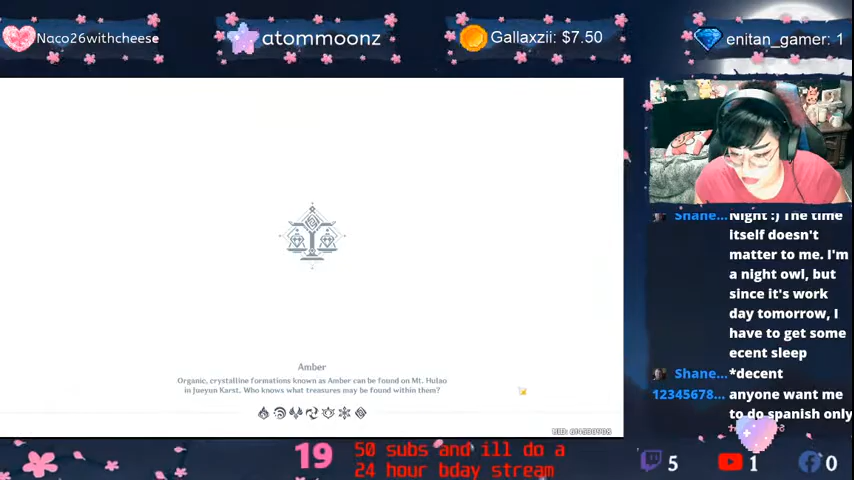 Naco26withcheese
atommoonz
Gallaxzii: $7.50
enitan_gamer: 1
Amber
Organic, crystalline formations known as Amber can be found on Mt. Hulao
in Jueyun Karst. Who knows what treasures may be found within them?
Shane... Night :) The time
itself doesn't
matter to me. I'm
a night owl, but
since it's work
day tomorrow, I
have to get some
ecent sleep
Shane... *decent
12345678... anyone want me
to do spanish only
19
50 subs and ill do a
24 hour bday stream
5
1
0